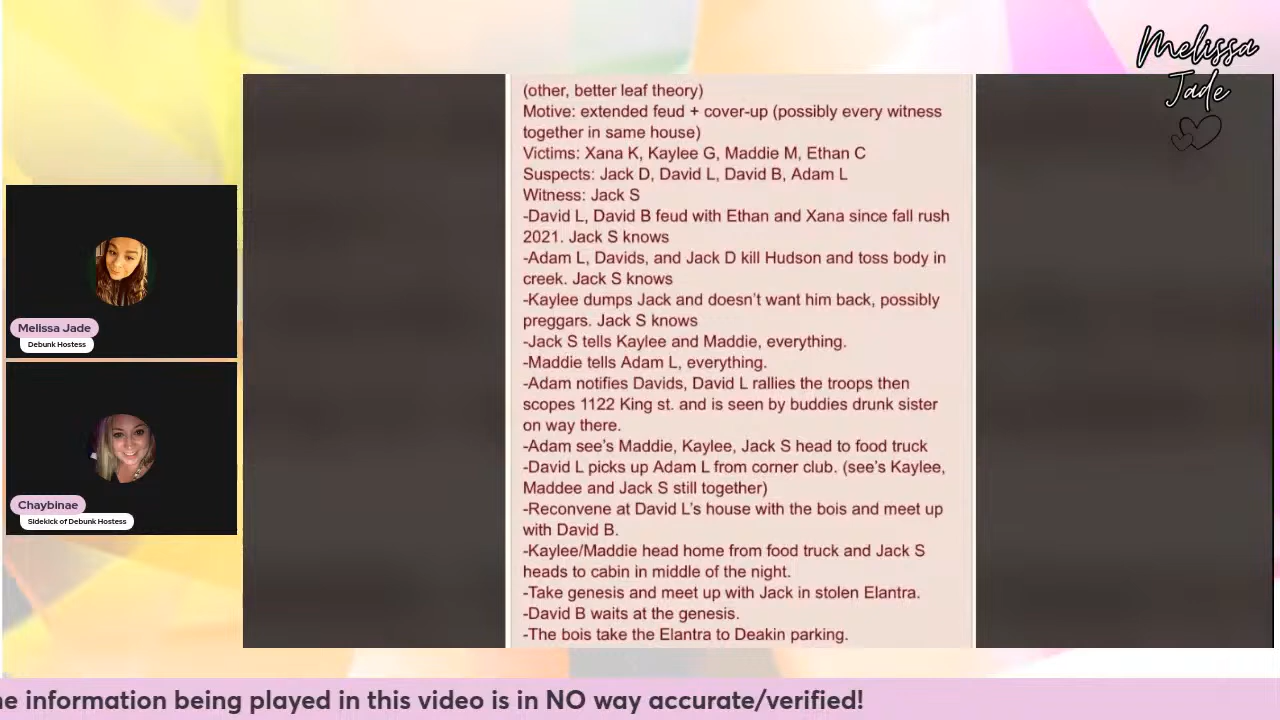 Melissa
Jade
(other, better leaf theory)
Motive: extended feud + cover-up (possibly every witness
together in same house)
Victims: Xana K, Kaylee G, Maddie M, Ethan C
Suspects: Jack D, David L, David B, Adam L
Witness: Jack S
-David L, David B feud with Ethan and Xana since fall rush
2021. Jack S knows
-Adam L, Davids, and Jack D kill Hudson and toss body in
creek. Jack S knows
-Kaylee dumps Jack and doesn't want him back, possibly
preggars. Jack S knows
-Jack S tells Kaylee and Maddie, everything.
-Maddie tells Adam L, everything.
-Adam notifies Davids, David L rallies the troops then
scopes 1122 King st. and is seen by buddies drunk sister
on way there.
-Adam see's Maddie, Kaylee, Jack S head to food truck
-David L picks up Adam L from corner club. (see's Kaylee,
Maddee and Jack S still together)
-Reconvene at David L's house with the bois and meet up
with David B.
-Kaylee/Maddie head home from food truck and Jack S
heads to cabin in middle of the night.
-Take genesis and meet up with Jack in stolen Elantra.
-David B waits at the genesis.
-The bois take the Elantra to Deakin parking.
Melissa Jade
Debunk Hostess
Chaybinae
Sidekick of Debunk Hostess
e information being played in this video is in NO way accurate/verified!